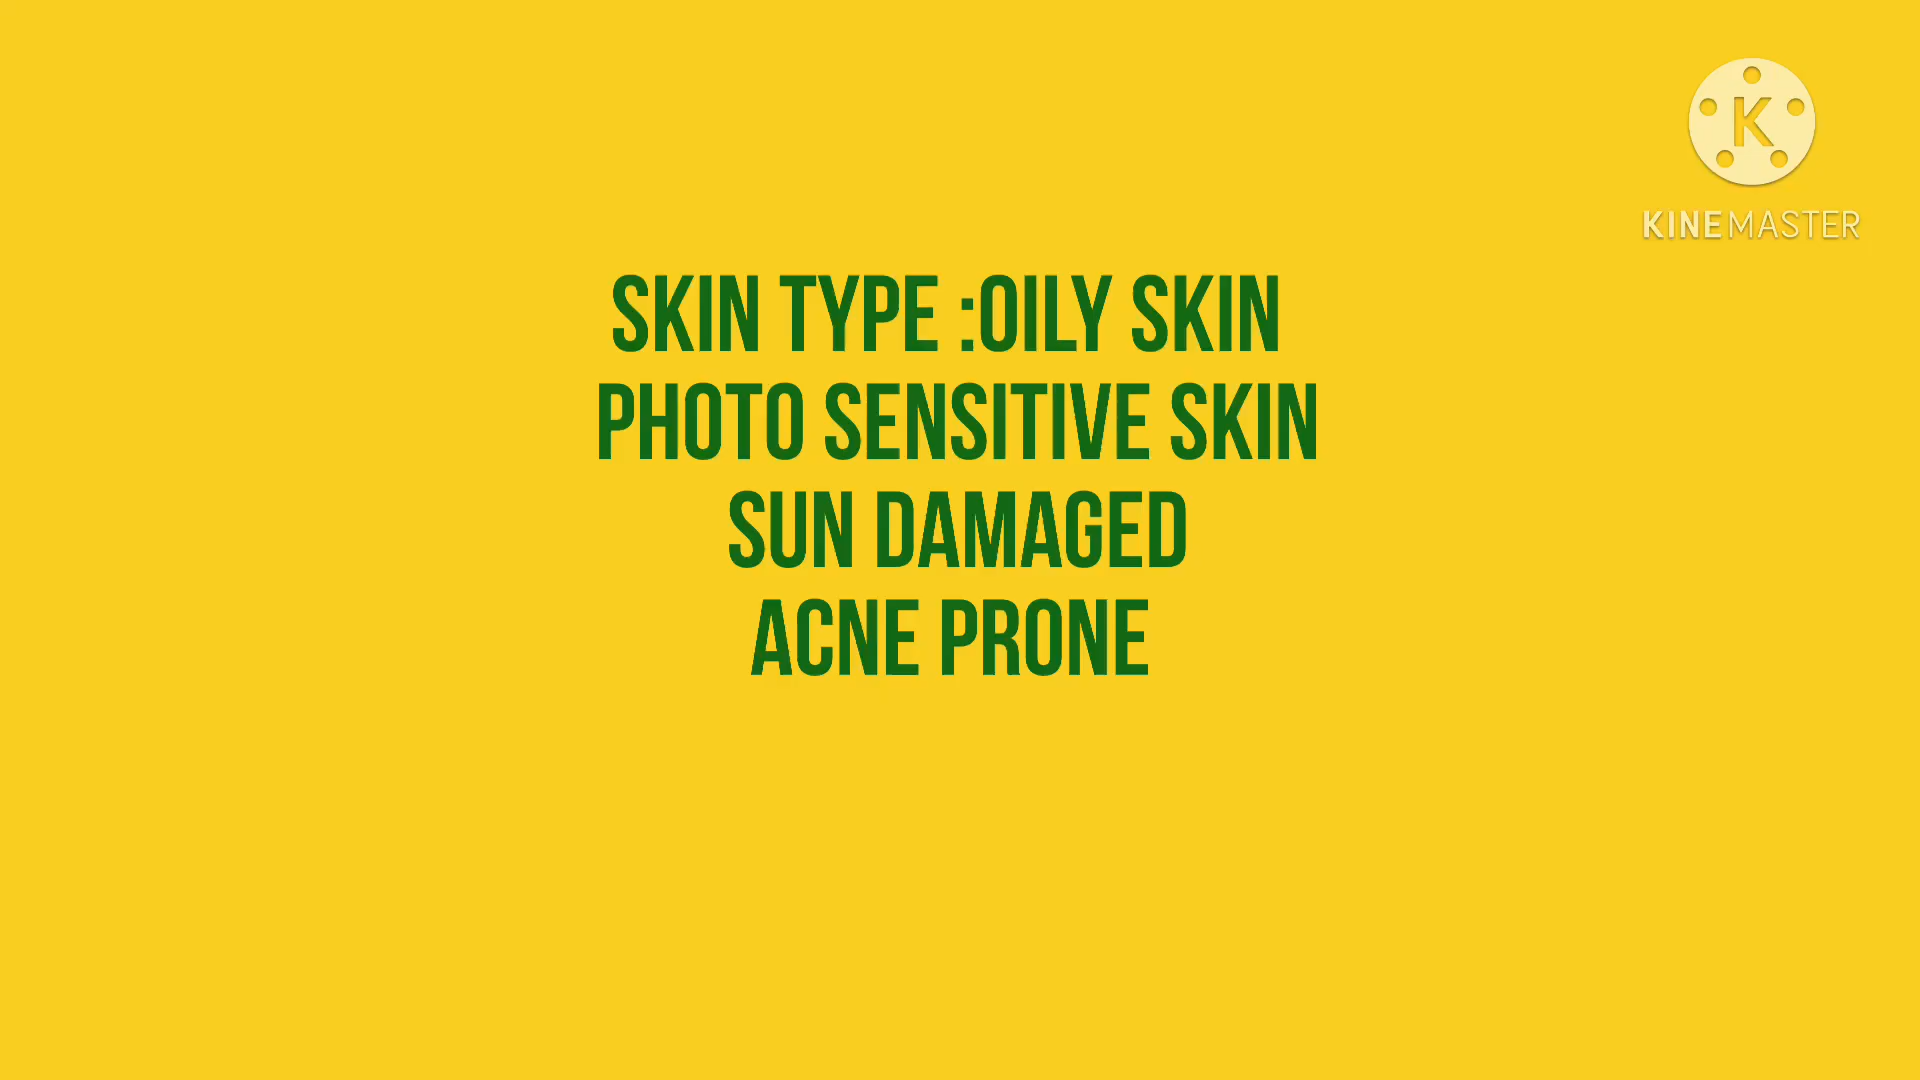 K
KINEMASTER
SKIN TYPE :OILY SKIN
PHOTO SENSITIVE SKIN
SUN DAMAGED
ACNE PRONE